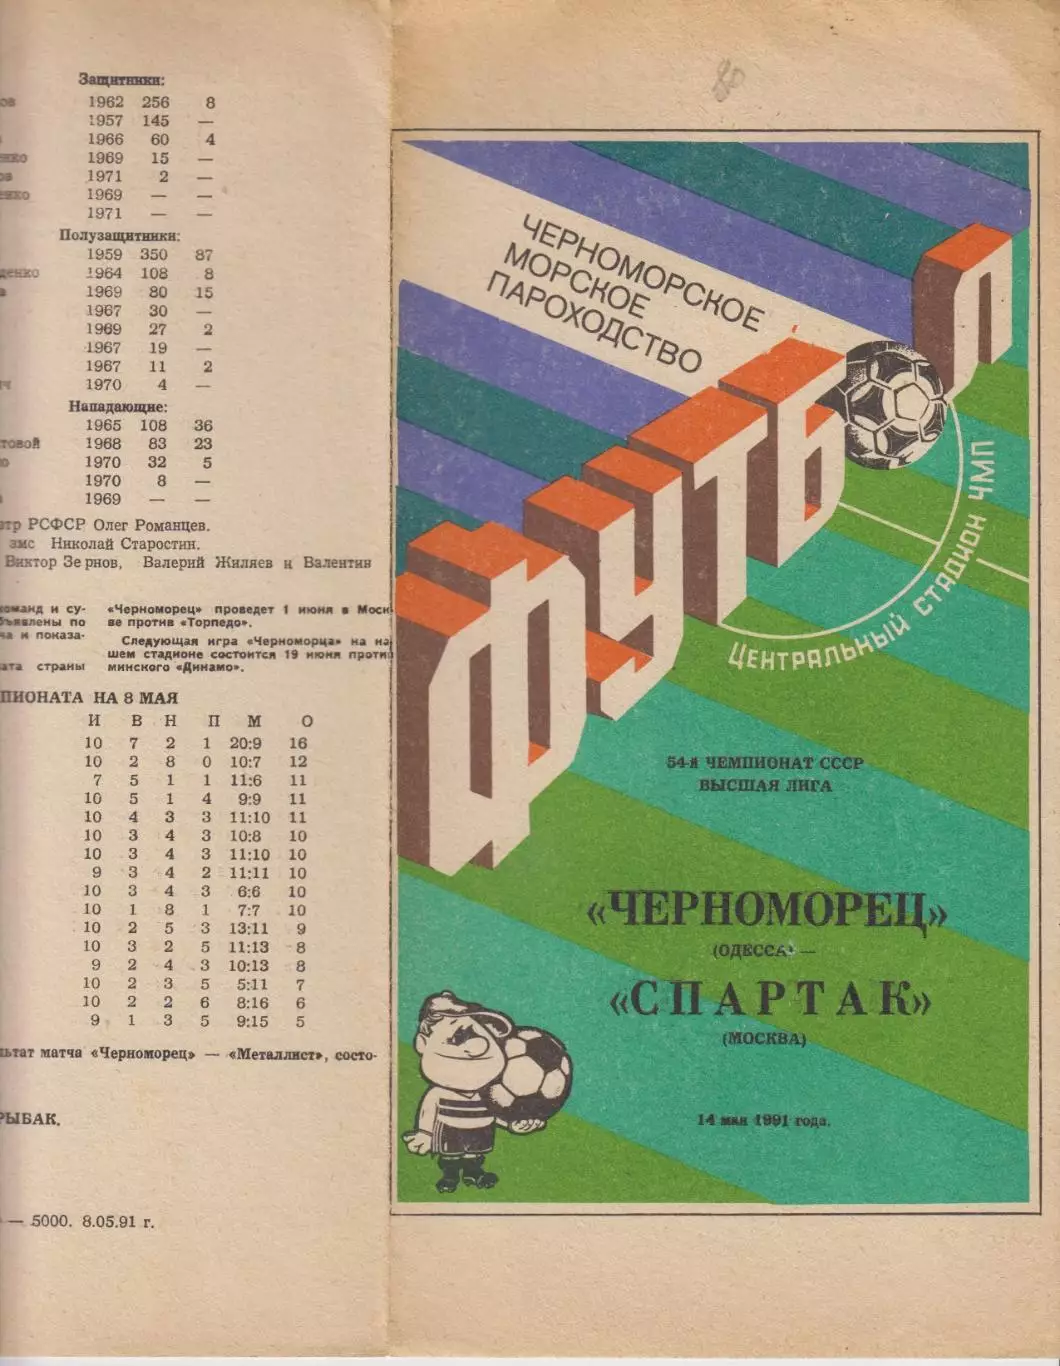 Защитники:
1962 256 8
1957 145 —
1966 60 4
1969 15 —
1971 2 —
1969 — —
1971 — —
Полузащитники:
1959 350 87
1964 108 8
1969 80 15
1967 30 —
1969 27 2
1967 19 —
1967 11 2
1970 4 —
Нападающие:
1965 108 36
1968 83 23
1970 32 5
1970 8 —
1969 — —
РСФСР Олег Романцев.
змс Николай Старостин.
Виктор Зернов, Валерий Жиляев и Валентин
команд и су-
по
ча и показа-
ата страны
«Черноморец» проведет 1 июня в Моск
ве против «Торпедо».
Следующая игра «Черноморца» на на
шем стадионе состоится 19 июня против
минского «Динамо».
ПИОНАТА НА 8 МАЯ
И В Н П М О
10 7 2 1 20:9 16
10 2 8 0 10:7 12
7 5 1 1 11:6 11
10 5 1 4 9:9 11
10 4 3 3 11:10 11
10 3 4 3 10:8 10
10 3 4 3 11:10 10
9 3 4 2 11:11 10
10 3 4 3 6:6 10
10 1 8 1 7:7 10
10 2 5 3 13:11 9
10 3 2 5 11:13 8
9 2 4 3 10:13 8
10 2 3 5 5:11 7
10 2 2 6 8:16 6
9 1 3 5 9:15 5
льтат матча «Черноморец» — «Металлист», состо-
РЫБАК.
— 5000. 8.05.91 г.
ЧЕРНОМОРСКОЕ
МОРСКОЕ
ПАРОХОДСТВО
ФУТБОЛ
ЦЕНТРАЛЬНЫЙ СТАДИОН ЧМП
54-й ЧЕМПИОНАТ СССР
ВЫСШАЯ ЛИГА
«ЧЕРНОМОРЕЦ»
(ОДЕССА) —
«СПАРТАК»
(МОСКВА)
14 мая 1991 года.